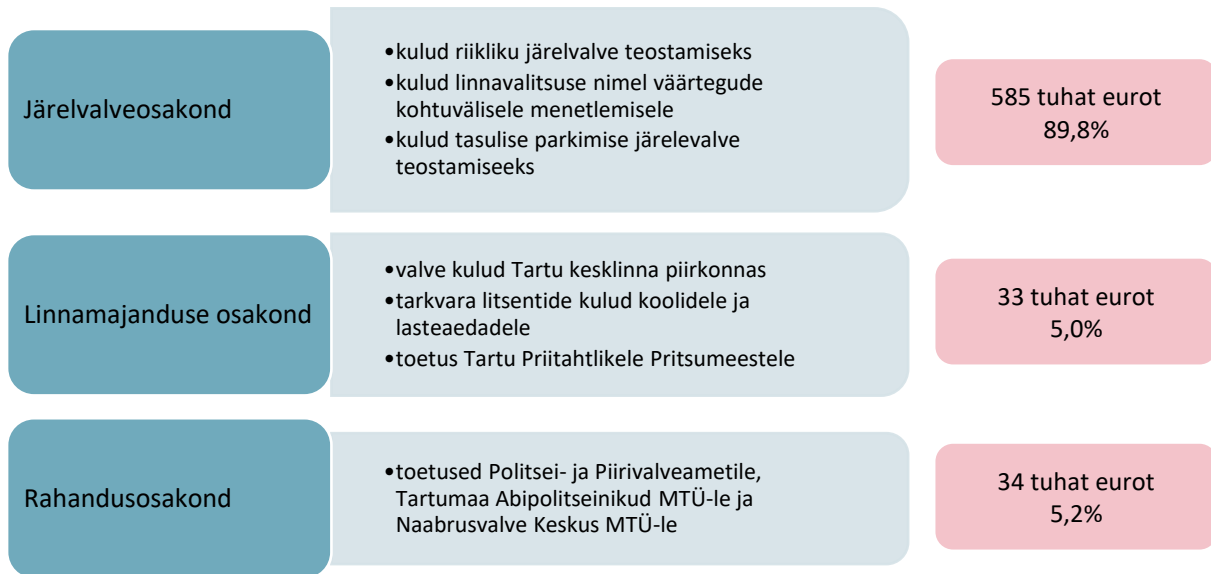 Järelvalveosakond
•kulud riikliku järelvalve teostamiseks
•kulud linnavalitsuse nimel väärtegude
kohtuvälisele menetlemisele
•kulud tasulise parkimise järelevalve
teostamiseeks
585 tuhat eurot
89,8%
Linnamajanduse osakond
•valve kulud Tartu kesklinna piirkonnas
•tarkvara litsentide kulud koolidele ja
lasteaedadele
•toetus Tartu Priitahtlikele Pritsumeestele
33 tuhat eurot
5,0%
Rahandusosakond
•toetused Politsei- ja Piirivalveametile,
Tartumaa Abipolitseinikud MTÜ-le ja
Naabrusvalve Keskus MTÜ-le
34 tuhat eurot
5,2%